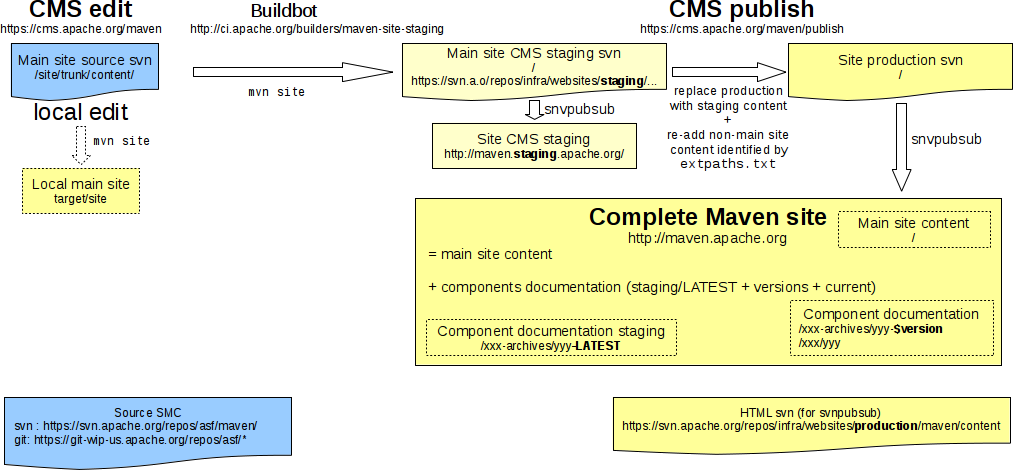 CMS edit
https://cms.apache.org/maven
Buildbot
http://ci.apache.org/builders/maven-site-staging
CMS publish
https://cms.apache.org/maven/publish
Main site source svn
/site/trunk/content/
mvn site
Main site CMS staging svn
/
https://svn.a.o/repos/infra/websites/staging/...
replace production
with staging content
+
re-add non-main site
content identified by
extpaths.txt
Site production svn
/
local edit
mvn site
Local main site
target/site
snvpubsub
Site CMS staging
http://maven.staging.apache.org/
snvpubsub
Complete Maven site
http://maven.apache.org
Main site content
/
= main site content
+ components documentation (staging/LATEST + versions + current)
Component documentation staging
/xxx-archives/yyy-LATEST
Component documentation
/xxx-archives/yyy-$version
/xxx/yyy
Source SMC
svn : https://svn.apache.org/repos/asf/maven/
git: https://git-wip-us.apache.org/repos/asf/*
HTML svn (for svnpubsub)
https://svn.apache.org/repos/infra/websites/production/maven/content